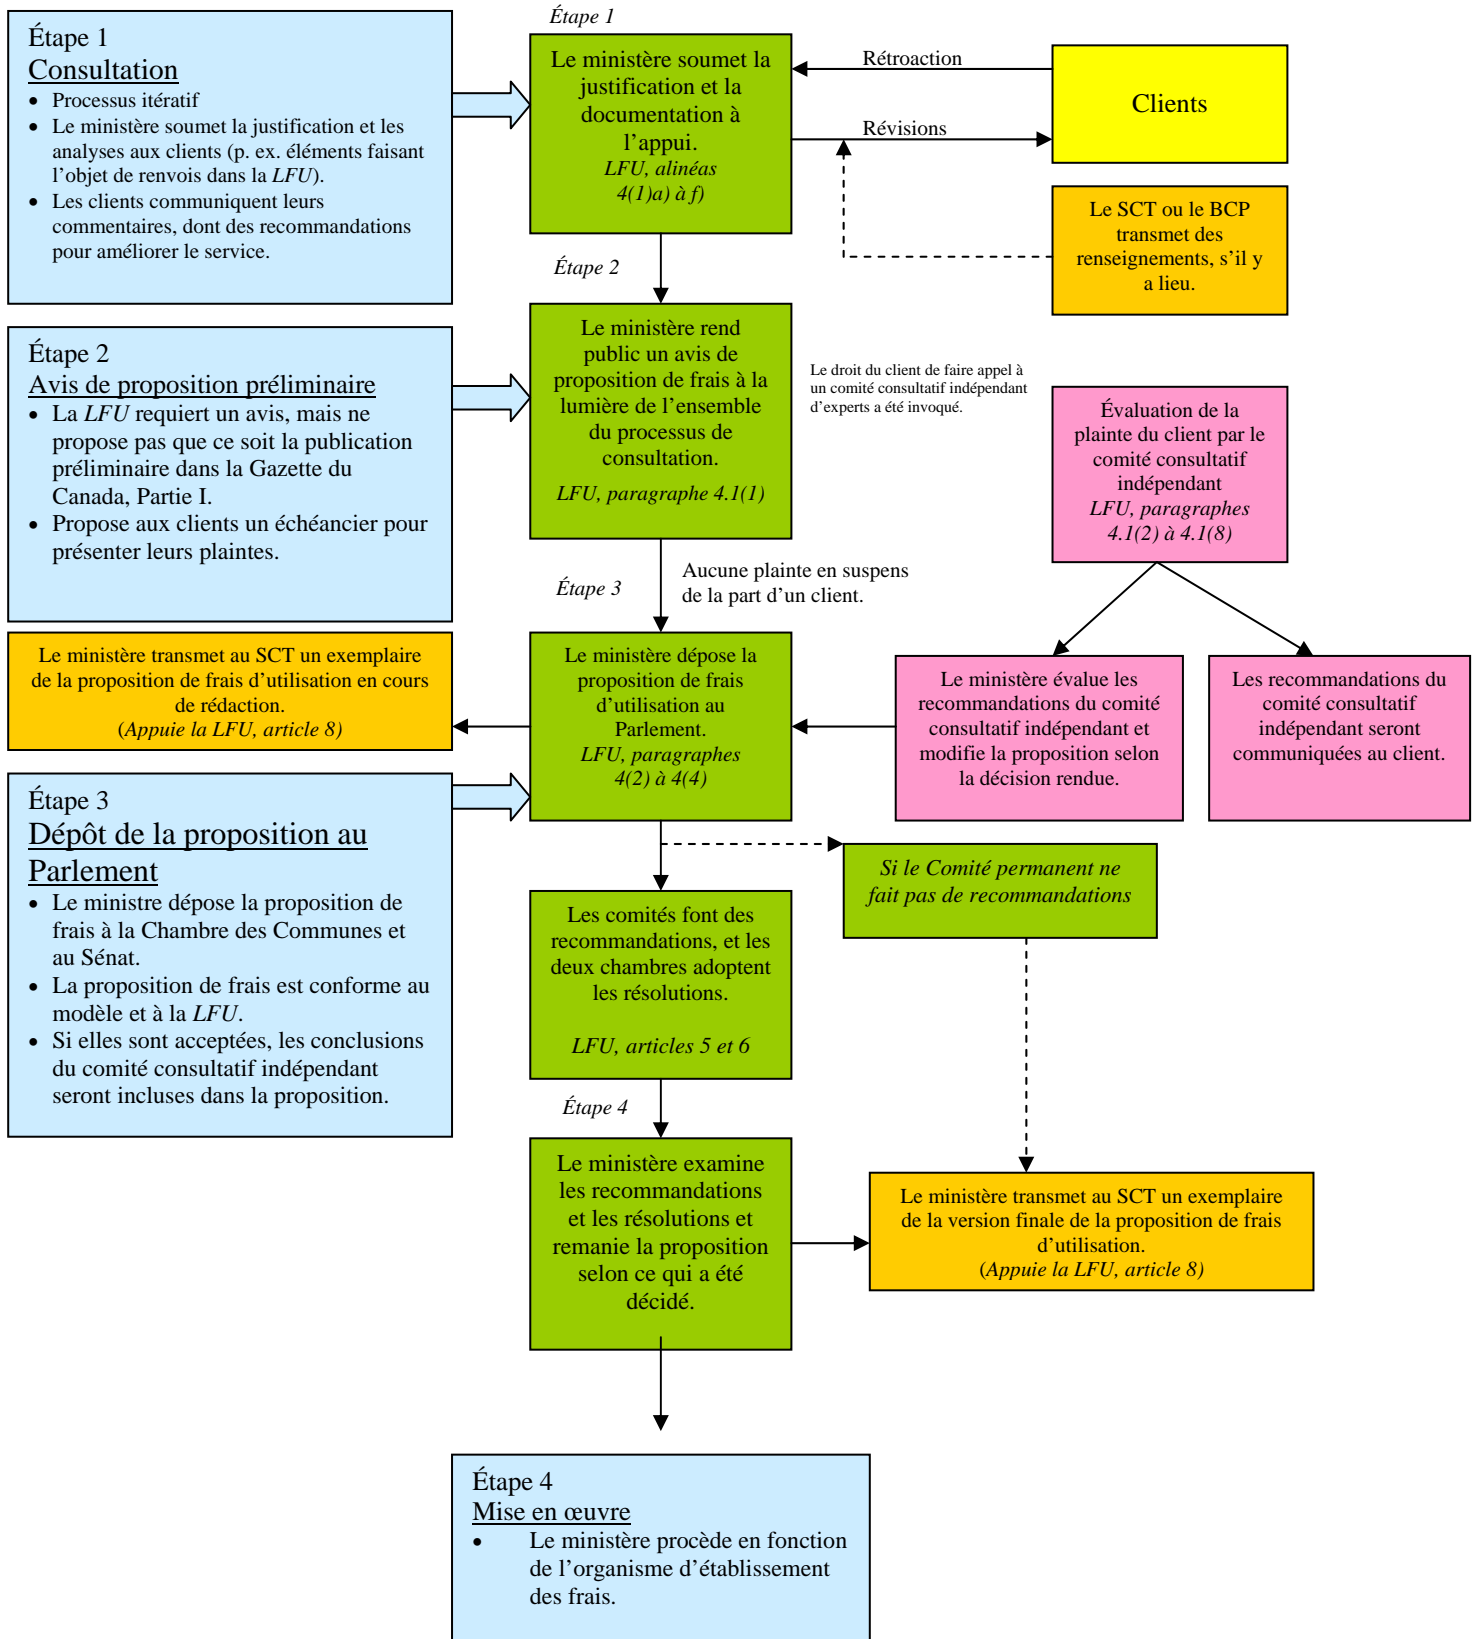 Étape 1
Étape 1
Consultation
• Processus itératif
• Le ministère soumet la justification et les
analyses aux clients (p. ex. éléments faisant
l’objet de renvois dans la LFU).
• Les clients communiquent leurs
commentaires, dont des recommandations
pour améliorer le service.
Le ministère soumet la
justification et la
documentation à
l’appui.
LFU, alinéas
4(1)a) à f)
Rétroaction
Révisions
Clients
Le SCT ou le BCP
transmet des
renseignements, s’il y
a lieu.
Étape 2
Étape 2
Avis de proposition préliminaire
• La LFU requiert un avis, mais ne
propose pas que ce soit la publication
préliminaire dans la Gazette du
Canada, Partie I.
• Propose aux clients un échéancier pour
présenter leurs plaintes.
Le ministère rend
public un avis de
proposition de frais à la
lumière de l’ensemble
du processus de
consultation.
LFU, paragraphe 4.1(1)
Le droit du client de faire appel à
un comité consultatif indépendant
d’experts a été invoqué.
Évaluation de la
plainte du client par le
comité consultatif
indépendant
LFU, paragraphes
4.1(2) à 4.1(8)
Étape 3
Aucune plainte en suspens
de la part d’un client.
Le ministère transmet au SCT un exemplaire
de la proposition de frais d’utilisation en cours
de rédaction.
(Appuie la LFU, article 8)
Le ministère dépose la
proposition de frais
d’utilisation au
Parlement.
LFU, paragraphes
4(2) à 4(4)
Le ministère évalue les
recommandations du comité
consultatif indépendant et
modifie la proposition selon
la décision rendue.
Les recommandations du
comité consultatif
indépendant seront
communiquées au client.
Étape 3
Dépôt de la proposition au
Parlement
• Le ministre dépose la proposition de
frais à la Chambre des Communes et
au Sénat.
• La proposition de frais est conforme au
modèle et à la LFU.
• Si elles sont acceptées, les conclusions
du comité consultatif indépendant
seront incluses dans la proposition.
Si le Comité permanent ne
fait pas de recommandations
Les comités font des
recommandations, et les
deux chambres adoptent
les résolutions.
LFU, articles 5 et 6
Étape 4
Le ministère examine
les recommandations
et les résolutions et
remanie la proposition
selon ce qui a été
décidé.
Le ministère transmet au SCT un exemplaire
de la version finale de la proposition de frais
d’utilisation.
(Appuie la LFU, article 8)
Étape 4
Mise en œuvre
• Le ministère procède en fonction
de l’organisme d’établissement
des frais.